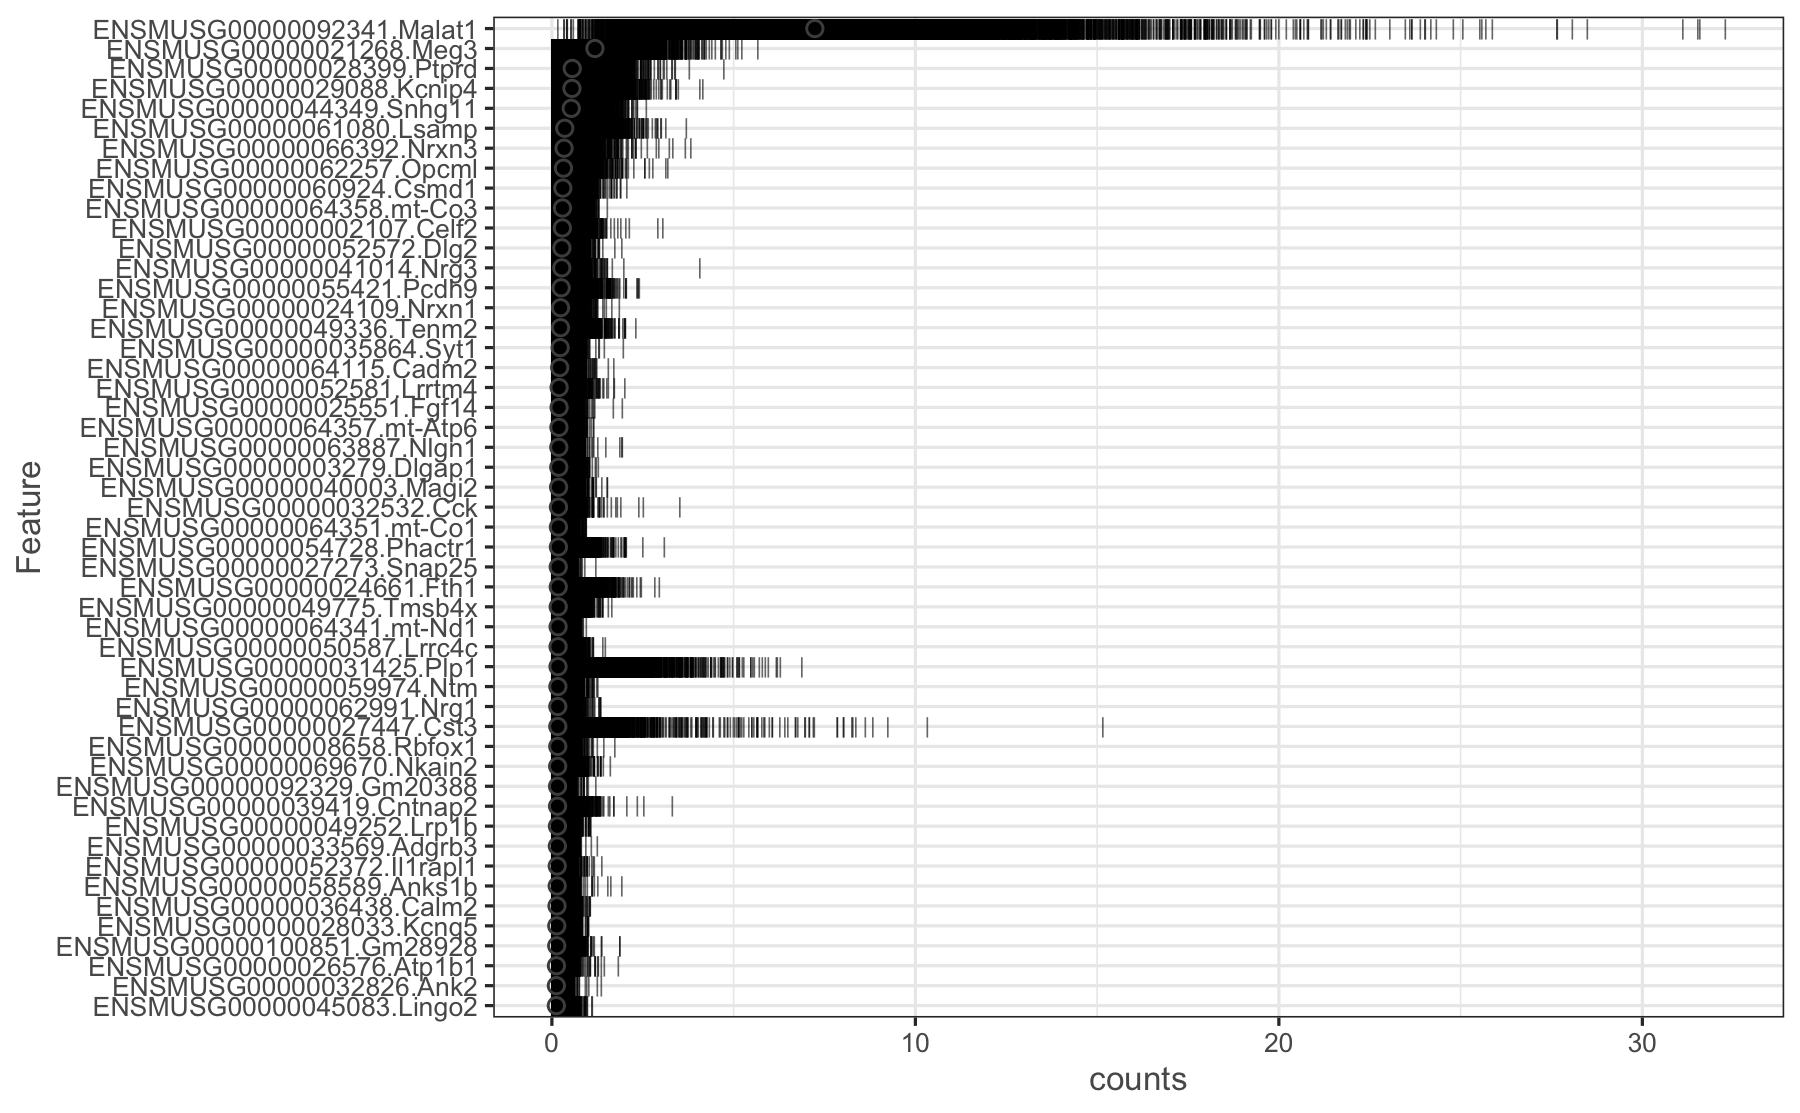 ENSMUSG00000092341.Malat1
ENSMUSG00000021268.Meg3
ENSMUSG00000028399.Ptprd
ENSMUSG00000029088.Kcnip4
ENSMUSG00000044349.Snhg11
ENSMUSG00000061080.Lsamp
ENSMUSG00000066392.Nrxn3
ENSMUSG00000062257.Opcml
ENSMUSG00000060924.Csmd1
ENSMUSG00000064358.mt-Co3
ENSMUSG00000002107.Celf2
ENSMUSG00000052572.Dlg2
ENSMUSG00000041014.Nrg3
ENSMUSG00000055421.Pcdh9
ENSMUSG00000024109.Nrxn1
ENSMUSG00000049336.Tenm2
ENSMUSG00000035864.Syt1
ENSMUSG00000064115.Cadm2
ENSMUSG00000052581.Lrrtm4
ENSMUSG00000025551.Fgf14
ENSMUSG00000064357.mt-Atp6
ENSMUSG00000063887.Nlgn1
ENSMUSG00000003279.Dlgap1
ENSMUSG00000040003.Magi2
ENSMUSG00000032532.Cck
ENSMUSG00000064351.mt-Co1
ENSMUSG00000054728.Phactr1
ENSMUSG00000027273.Snap25
ENSMUSG00000024661.Fth1
ENSMUSG00000049775.Tmsb4x
ENSMUSG00000064341.mt-Nd1
ENSMUSG00000050587.Lrrc4c
ENSMUSG00000031425.Plp1
ENSMUSG00000059974.Ntm
ENSMUSG00000062991.Nrg1
ENSMUSG00000027447.Cst3
ENSMUSG00000008658.Rbfox1
ENSMUSG00000069670.Nkain2
ENSMUSG00000092329.Gm20388
ENSMUSG00000039419.Cntnap2
ENSMUSG00000049252.Lrp1b
ENSMUSG00000033569.Adgrb3
ENSMUSG00000052372.Il1rapl1
ENSMUSG00000058589.Anks1b
ENSMUSG00000036438.Calm2
ENSMUSG00000028033.Kcnq5
ENSMUSG00000100851.Gm28928
ENSMUSG00000026576.Atp1b1
ENSMUSG00000032826.Ank2
ENSMUSG00000045083.Lingo2
Feature
0 10 20 30
counts